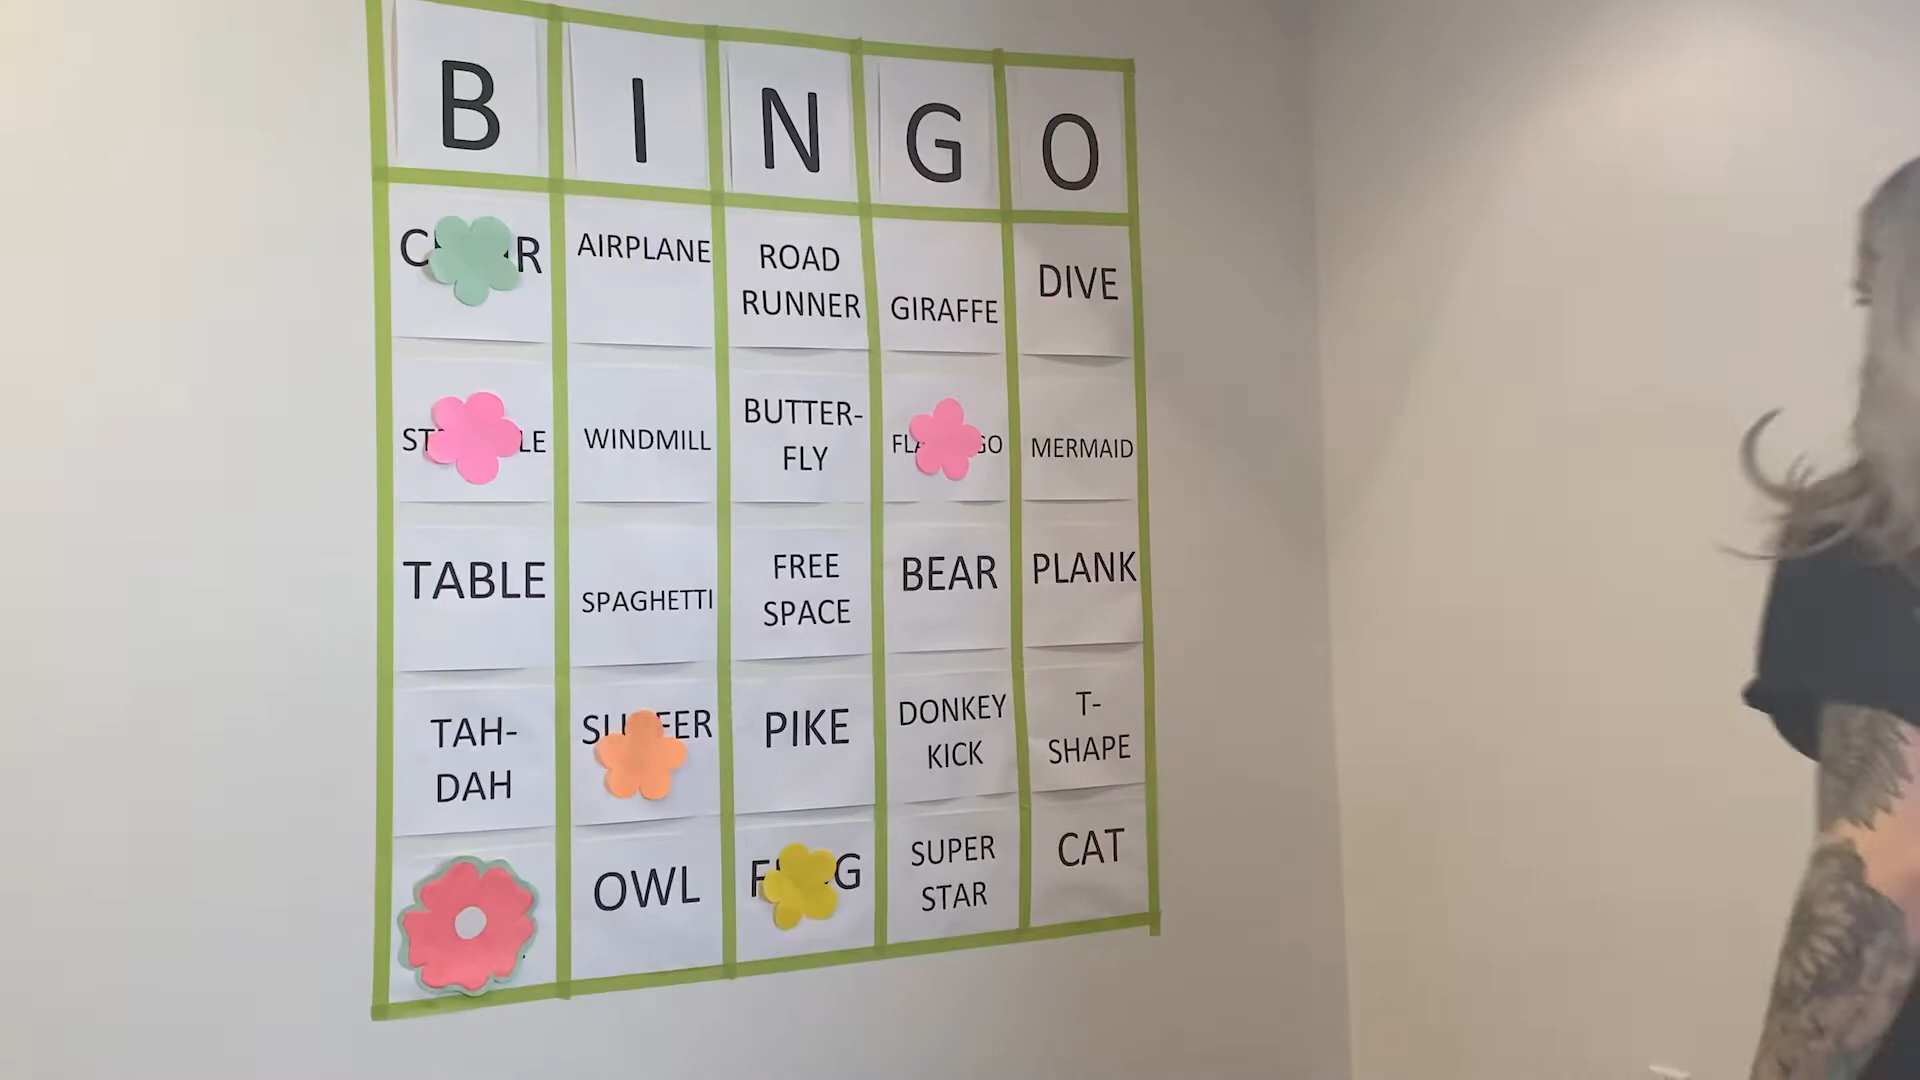 B I N G O
AIRPLANE
ROAD
RUNNER
GIRAFFE
DIVE
WINDMILL
BUTTER-
FLY
MERMAID
TABLE
SPAGHETTI
FREE
SPACE
BEAR
PLANK
TAH-
DAH
PIKE
DONKEY
KICK
T-
SHAPE
OWL
SUPER
STAR
CAT